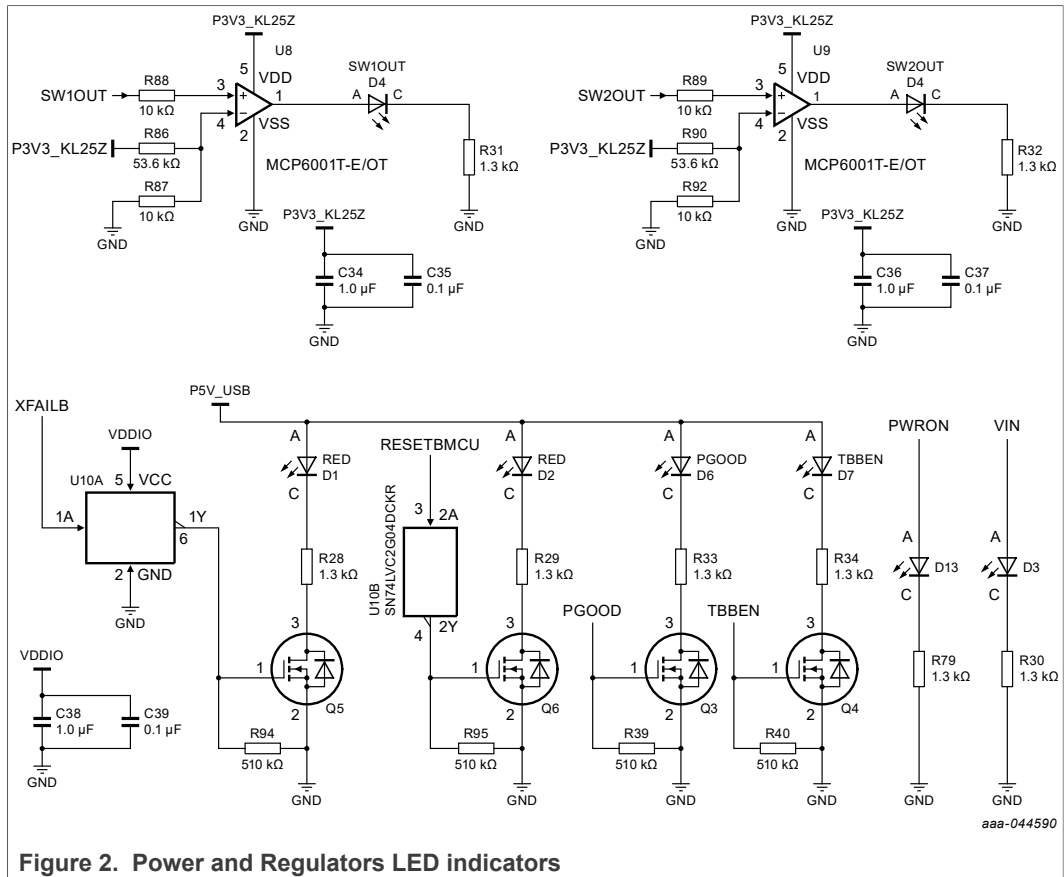 P3V3_KL25Z
U8
5
VDD
SW1OUT
R88
10 kΩ
3
+
1
SW1OUT
D4
A
C
4
–
VSS
2
P3V3_KL25Z
R86
53.6 kΩ
MCP6001T-E/OT
R31
1.3 kΩ
R87
10 kΩ
GND
GND
GND
P3V3_KL25Z
C34
1.0 µF
C35
0.1 µF
GND
P3V3_KL25Z
U9
5
VDD
SW2OUT
R89
10 kΩ
3
+
1
SW2OUT
D4
A
C
4
–
VSS
2
P3V3_KL25Z
R90
53.6 kΩ
MCP6001T-E/OT
R32
1.3 kΩ
R92
10 kΩ
GND
GND
GND
P3V3_KL25Z
C36
1.0 µF
C37
0.1 µF
GND
XFAILB
VDDIO
U10A
5
VCC
1A
1Y
6
2
GND
GND
VDDIO
C38
1.0 µF
C39
0.1 µF
GND
P5V_USB
A
RED
D1
C
R28
1.3 kΩ
3
1
2
Q5
R94
510 kΩ
GND
RESETBMCU
3
2A
U10B
SN74LVC2G04DCKR
4
2Y
A
RED
D2
C
R29
1.3 kΩ
3
1
2
Q6
R95
510 kΩ
GND
PGOOD
A
PGOOD
D6
C
R33
1.3 kΩ
3
1
2
Q3
R39
510 kΩ
GND
TBBEN
A
TBBEN
D7
C
R34
1.3 kΩ
3
1
2
Q4
R40
510 kΩ
GND
PWRON
A
D13
C
R79
1.3 kΩ
GND
VIN
A
D3
C
R30
1.3 kΩ
GND
aaa-044590
Figure 2. Power and Regulators LED indicators